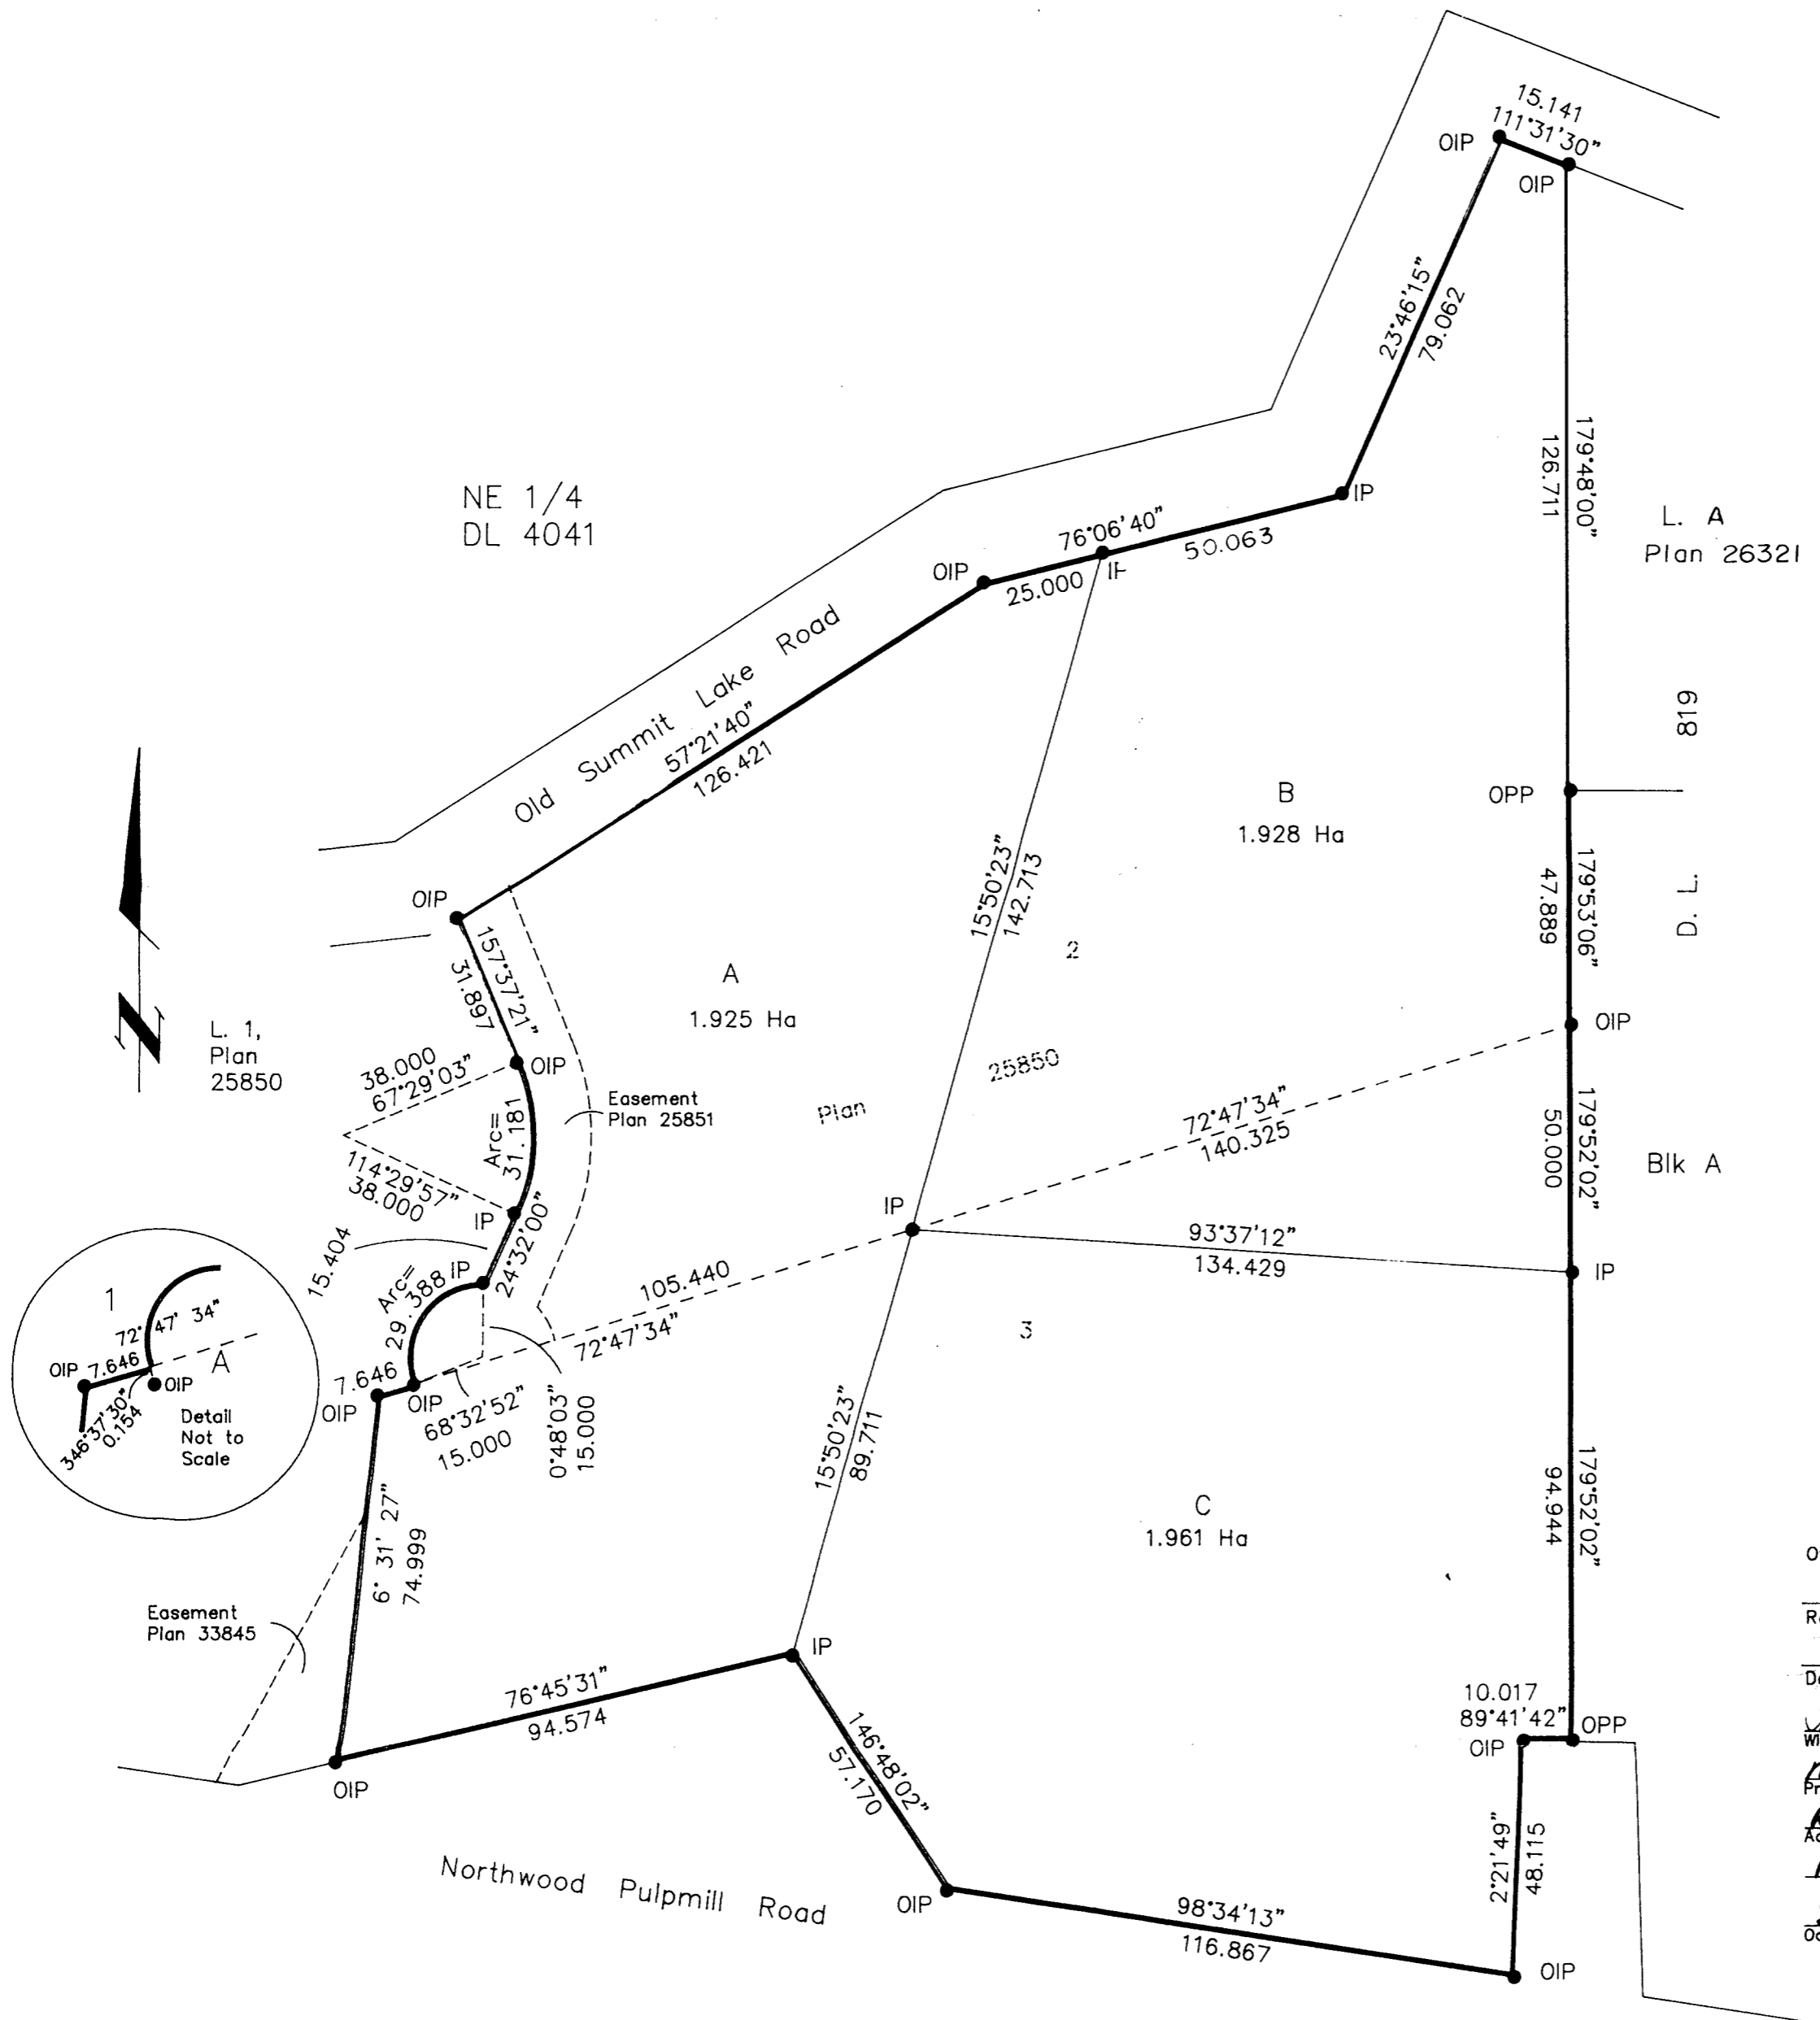 15.141
111°31'30"
OIP
OIP
23°46'15"
79.062
179°48'00"
126.711
NE 1/4
DL 4041
L. A
Plan 26321
IP
76°06'40"
50.063
OIP
25.000
Old Summit Lake Road
57°21'40"
126.421
D. L. 819
B
1.928 Ha
OPP
15°50'23"
142.713
179°53'06"
47.889
OIP
157°37'21"
31.897
A
1.925 Ha
2
OIP
L. 1,
Plan
25850
38.000
67°29'03"
OIP
Easement
Plan 25851
Plan 25850
Arc=
31.181
72°47'34"
140.325
179°52'02"
50.000
Blk A
114°29'57"
38.000
IP
IP
93°37'12"
134.429
IP
15.404
24°32'00"
IP
Arc=
29.388
105.440
72°47'34"
3
1
72°47' 34"
OIP
7.646
A
OIP
346°37'30"
0.154
Detail
Not to
Scale
7.646
OIP
OIP
68°32'52"
15.000
0°48'03"
15.000
15°50'23"
89.711
6° 31' 27"
74.999
C
1.961 Ha
179°52'02"
94.944
Easement
Plan 33845
IP
76°45'31"
94.574
OIP
146°48'02"
57.170
10.017
89°41'42"
OPP
OIP
2°21'49"
48.115
Northwood Pulpmill Road
OIP
98°34'13"
116.867
OIP